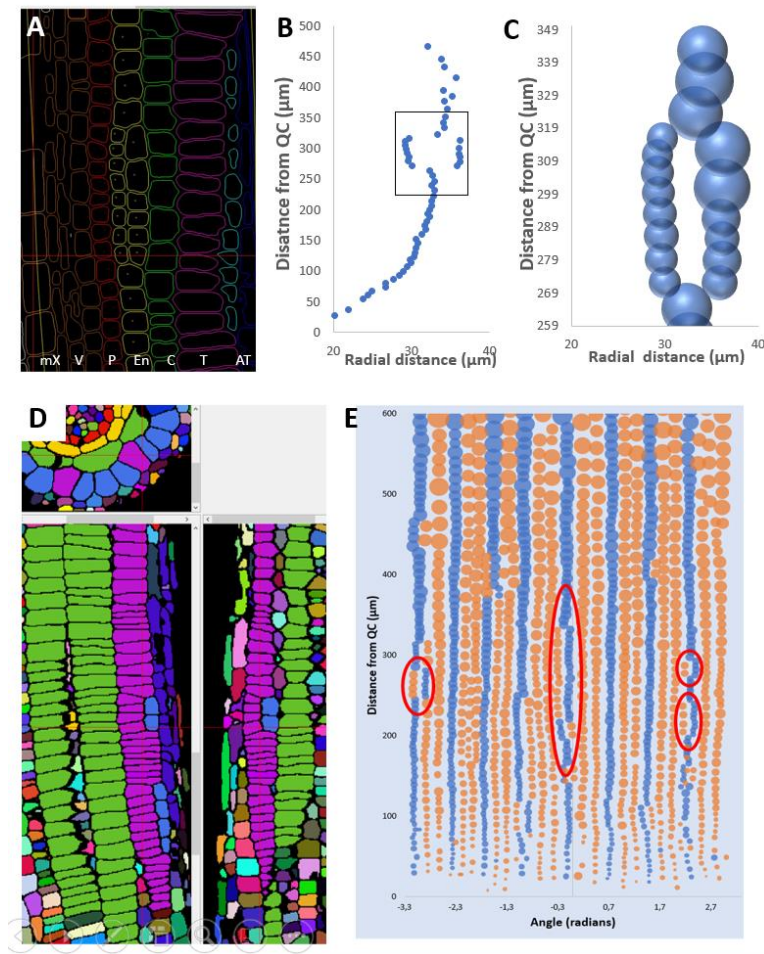 A
mX V P En C T AT
B
Disatnce from QC (µm)
500
450
400
350
300
250
200
150
100
50
0
20 30 40
Radial distance (µm)
C
Distance from QC (µm)
349
339
329
319
309
299
289
279
269
259
20 30 40
Radial distance (µm)
D
E
Distance from QC (µm)
600
500
400
300
200
100
0
-3,3 -2,3 -1,3 -0,3 0,7 1,7 2,7
Angle (radians)